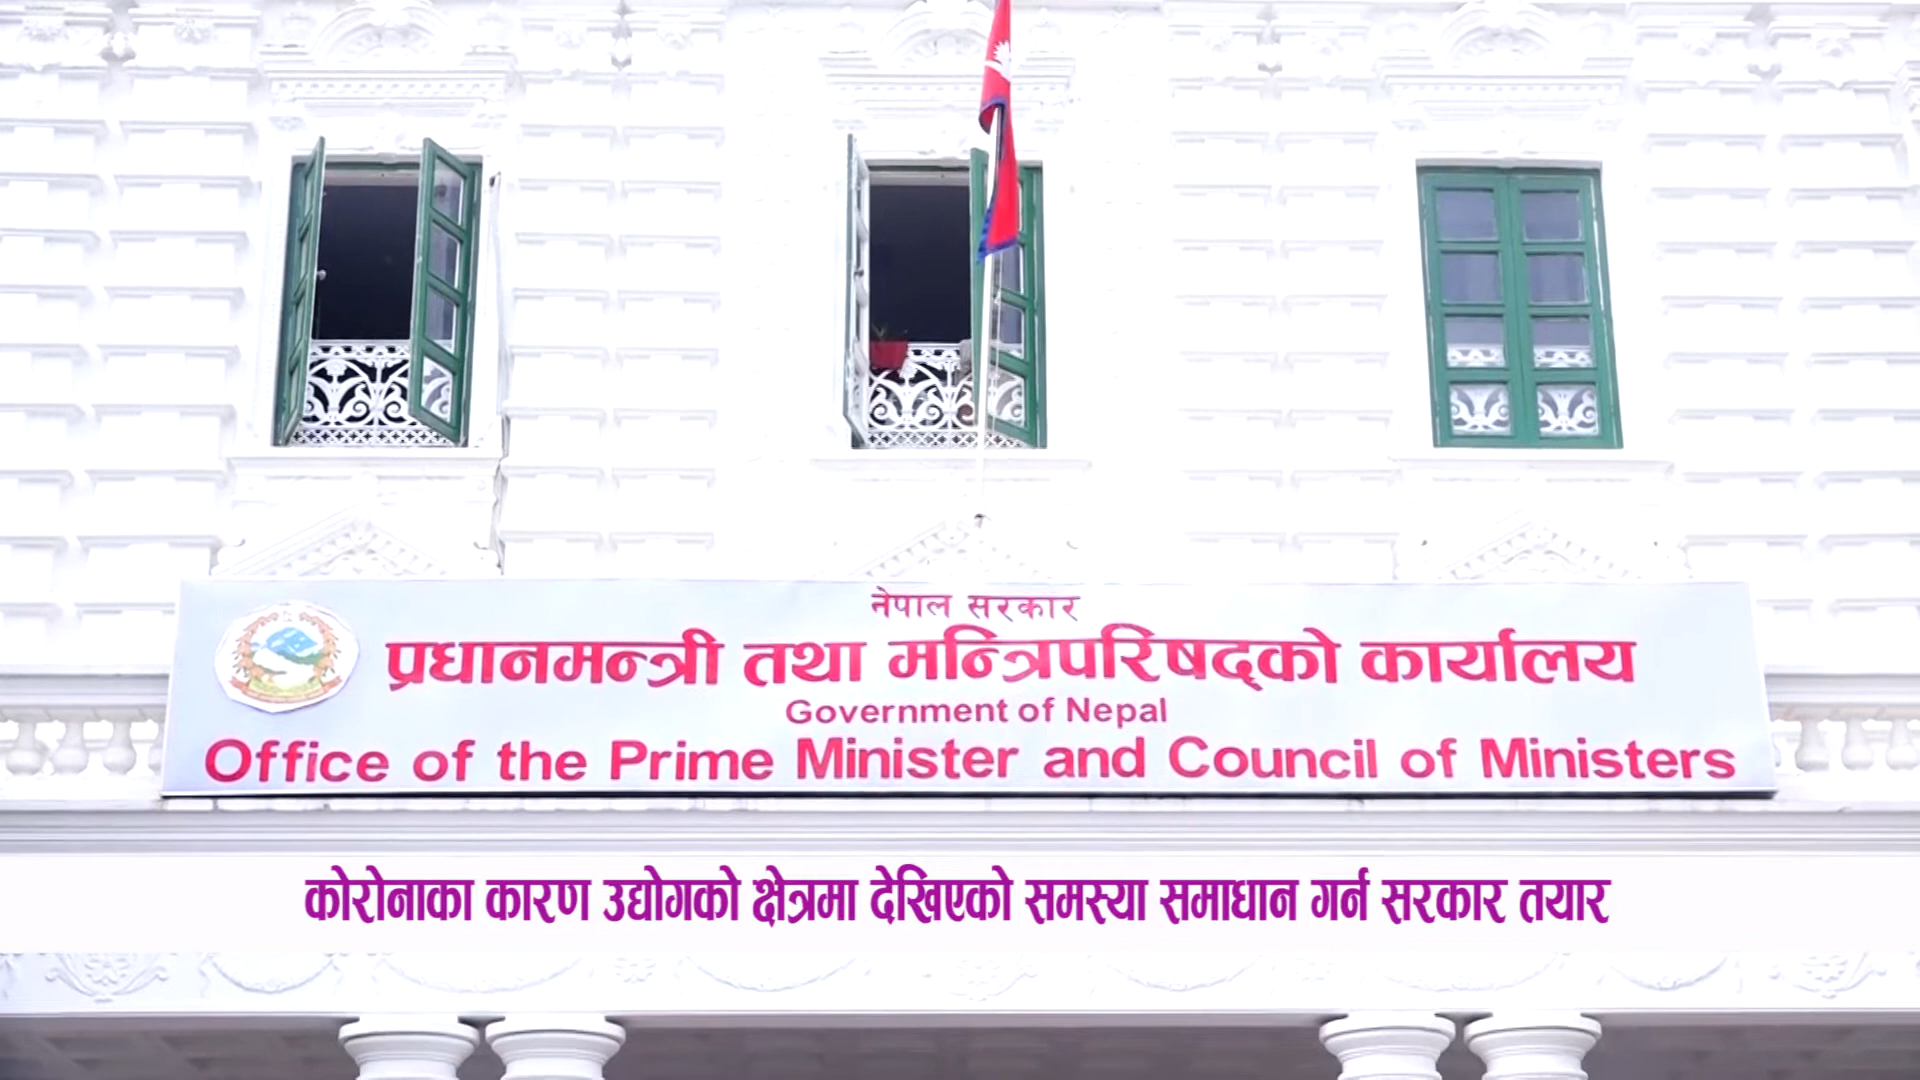 नेपाल सरकार
प्रधानमन्त्री तथा मन्त्रिपरिषद्को कार्यालय
Government of Nepal
Office of the Prime Minister and Council of Ministers
कोरोनाका कारण उद्योगको क्षेत्रमा देखिएको समस्या समाधान गर्न सरकार तयार